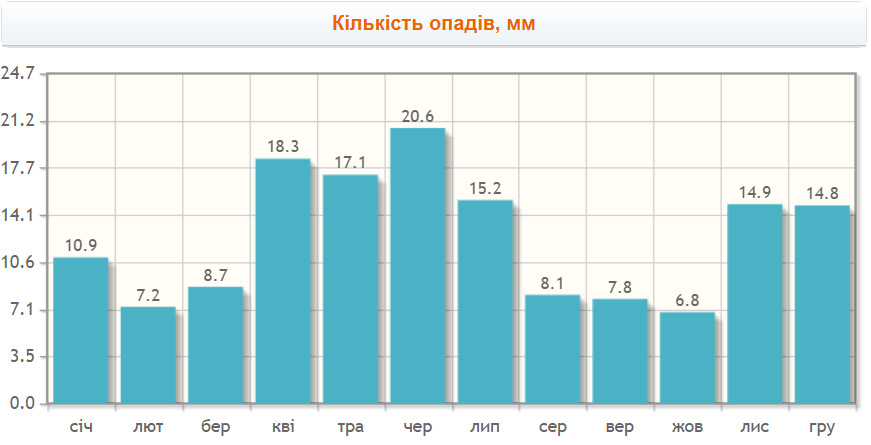 Кількість опадів, мм
24.7
21.2
17.7
14.1
10.6
7.1
3.5
0.0
10.9 7.2 8.7 18.3 17.1 20.6 15.2 8.1 7.8 6.8 14.9 14.8
січ лют бер кві тра чер лип сер вер жов лис гру